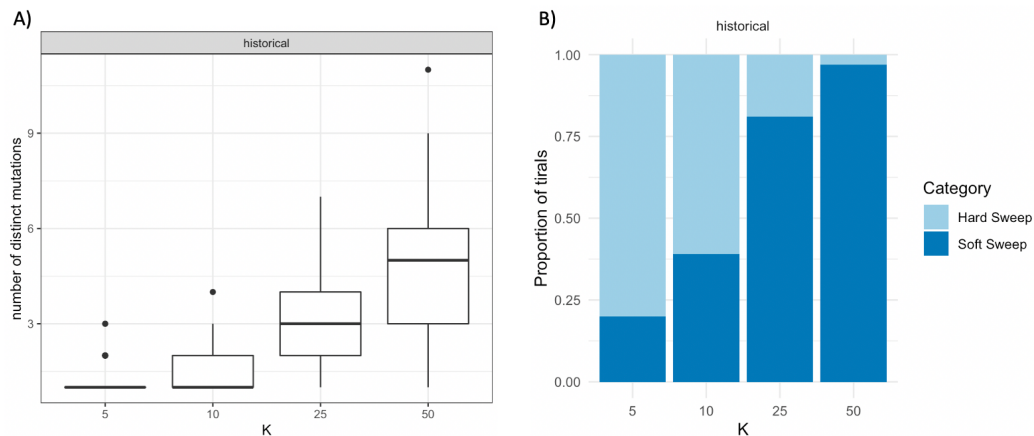 A)
historical
number of distinct mutations
9
6
3
5 10 25 50
K
B)
historical
Proportion of tirals
1.00
0.75
0.50
0.25
0.00
5 10 25 50
K
Category
Hard Sweep
Soft Sweep